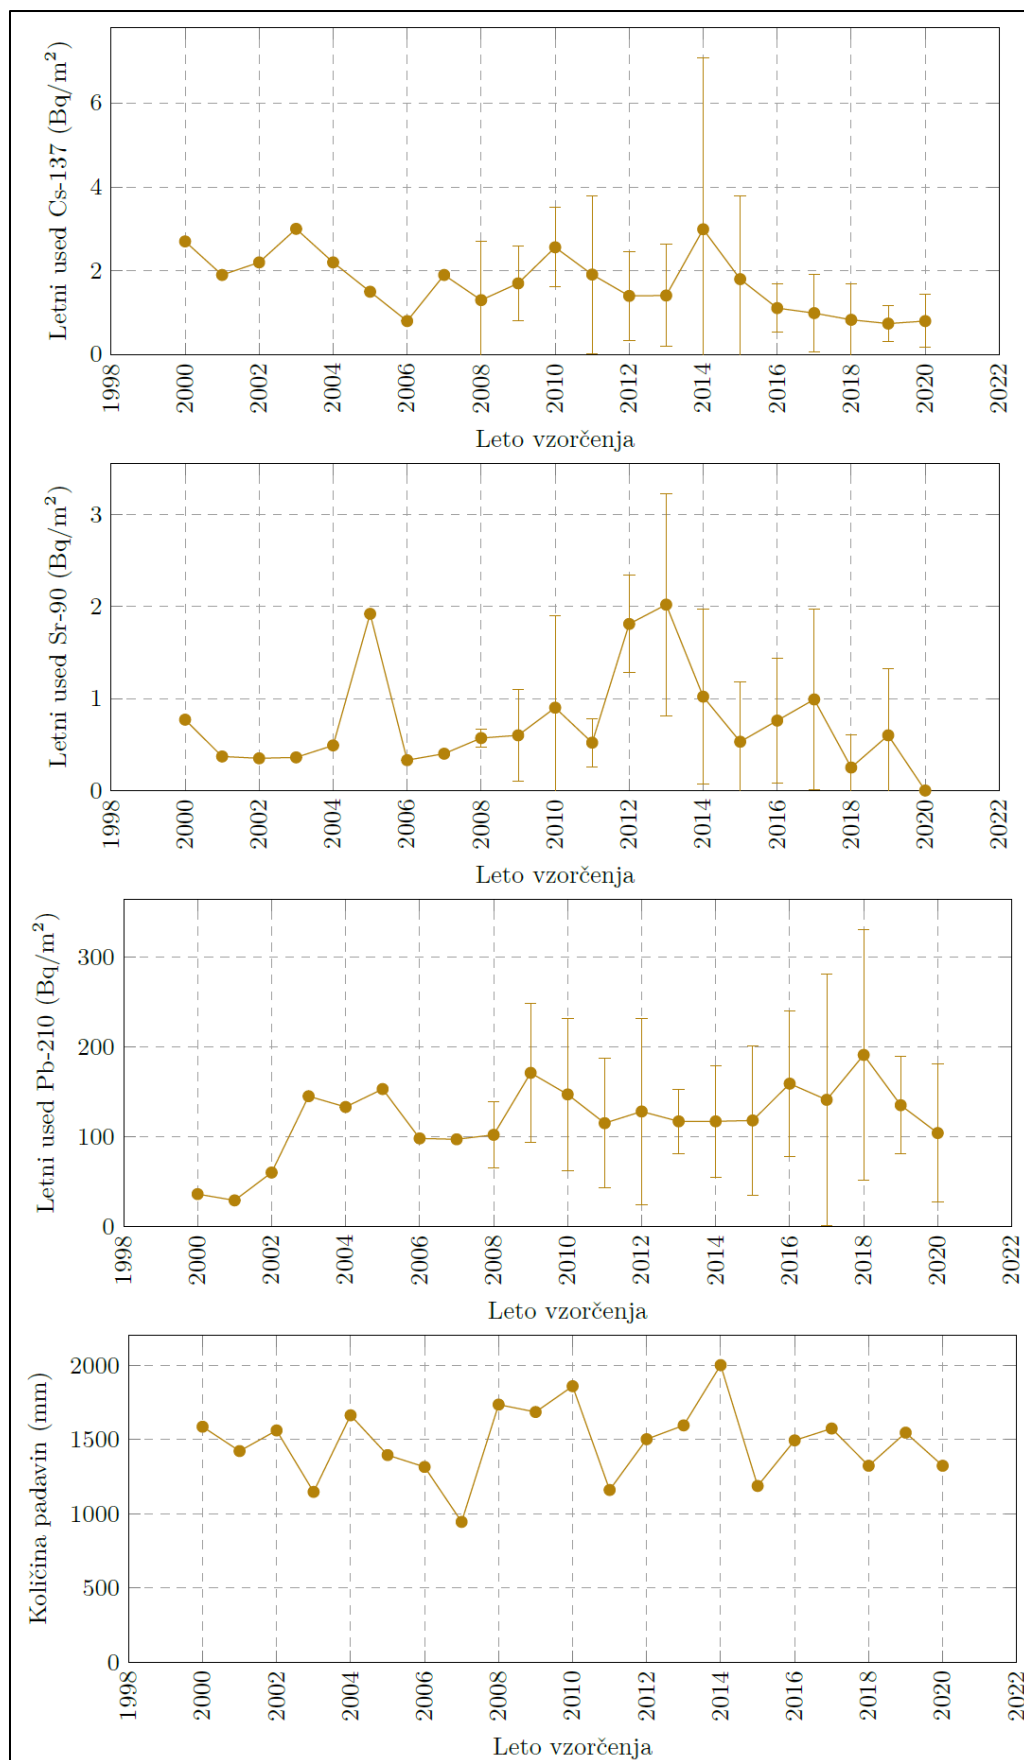 Letni used Cs-137 (Bq/m²)
6
4
2
0
1998 2000 2002 2004 2006 2008 2010 2012 2014 2016 2018 2020 2022
Leto vzorčenja
Letni used Sr-90 (Bq/m²)
3
2
1
0
1998 2000 2002 2004 2006 2008 2010 2012 2014 2016 2018 2020 2022
Leto vzorčenja
Letni used Pb-210 (Bq/m²)
300
200
100
0
1998 2000 2002 2004 2006 2008 2010 2012 2014 2016 2018 2020 2022
Leto vzorčenja
Količina padavin (mm)
2000
1500
1000
500
0
1998 2000 2002 2004 2006 2008 2010 2012 2014 2016 2018 2020 2022
Leto vzorčenja